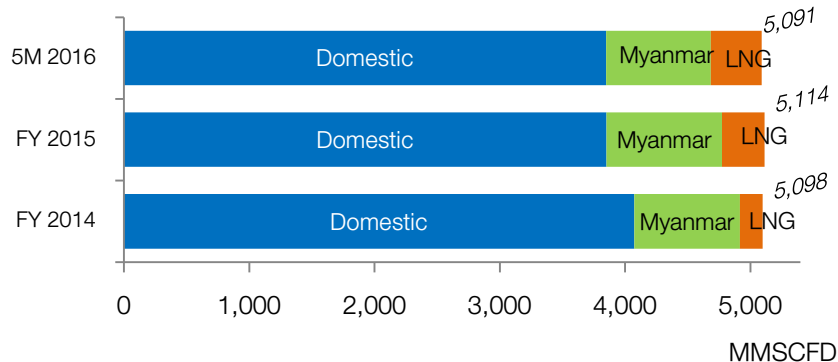 5M 2016 Domestic Myanmar LNG 5,091
FY 2015 Domestic Myanmar LNG 5,114
FY 2014 Domestic Myanmar LNG 5,098
0 1,000 2,000 3,000 4,000 5,000
MMSCFD